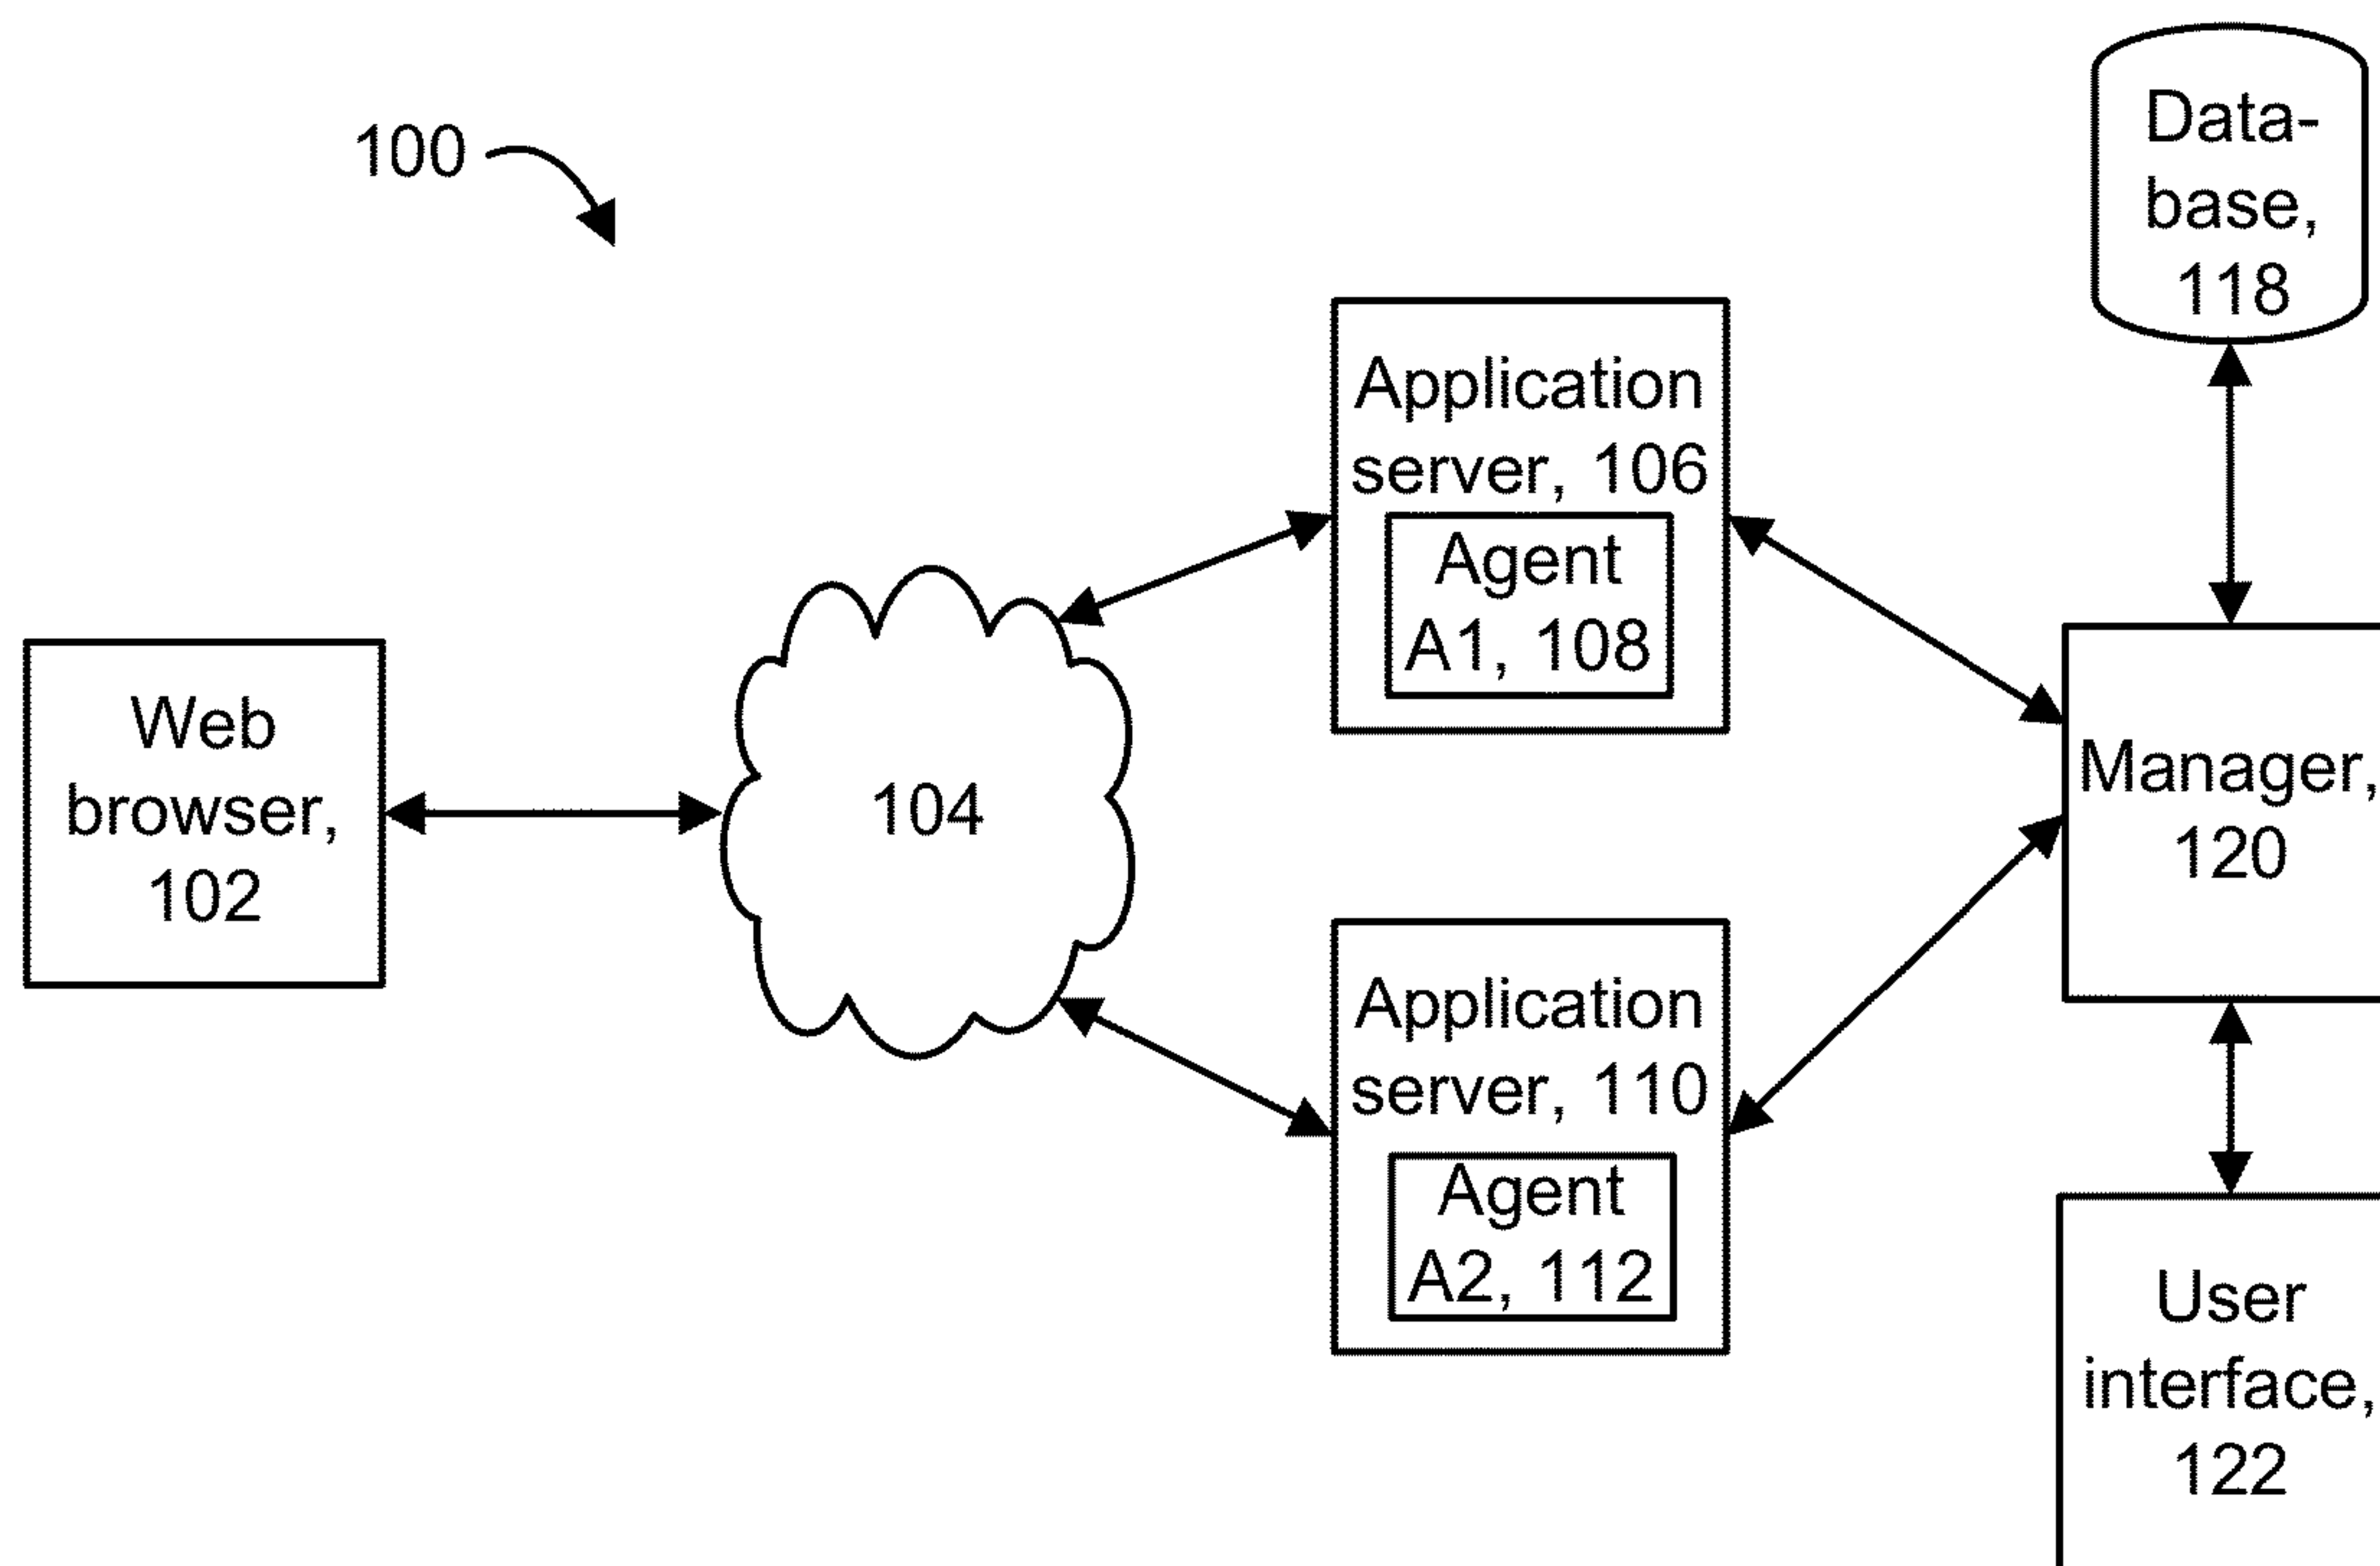 100
Data-
base,
118
Application
server, 106
Agent
A1, 108
Web
browser,
102
104
Manager,
120
Application
server, 110
Agent
A2, 112
User
interface,
122